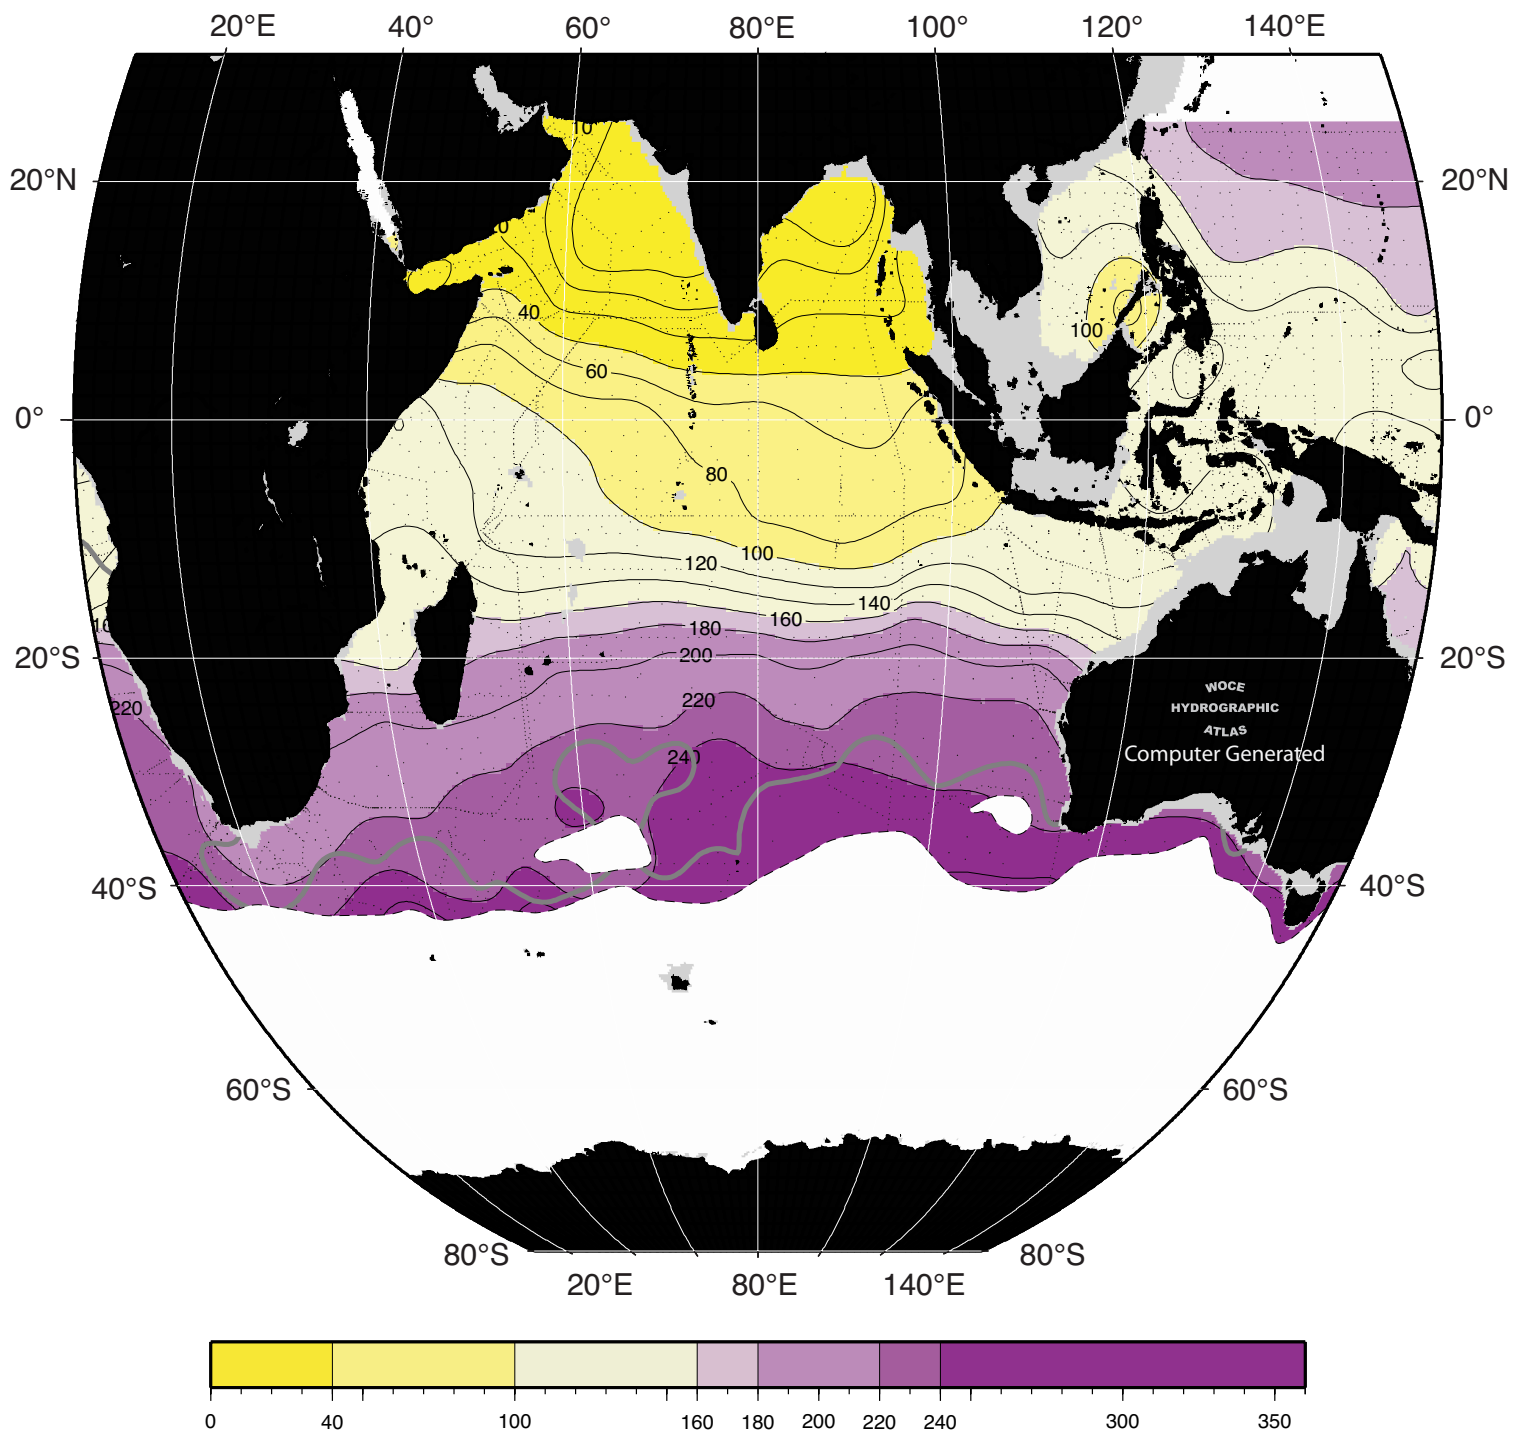 20°E 40° 60° 80°E 100° 120° 140°E
10
20°N 20°N
20
40
100
60
0° 0°
80
100
120
140
160
180
20°S 200 20°S
WOCE
220 HYDROGRAPHIC
220
ATLAS
Computer Generated
240
40°S 40°S
60°S 60°S
80°S 80°S
20°E 80°E 140°E
0 40 100 160 180 200 220 240 300 350